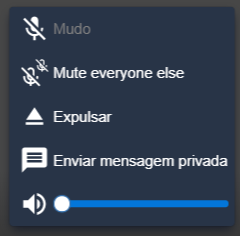 Mudo
Mute everyone else
Expulsar
Enviar mensagem privada